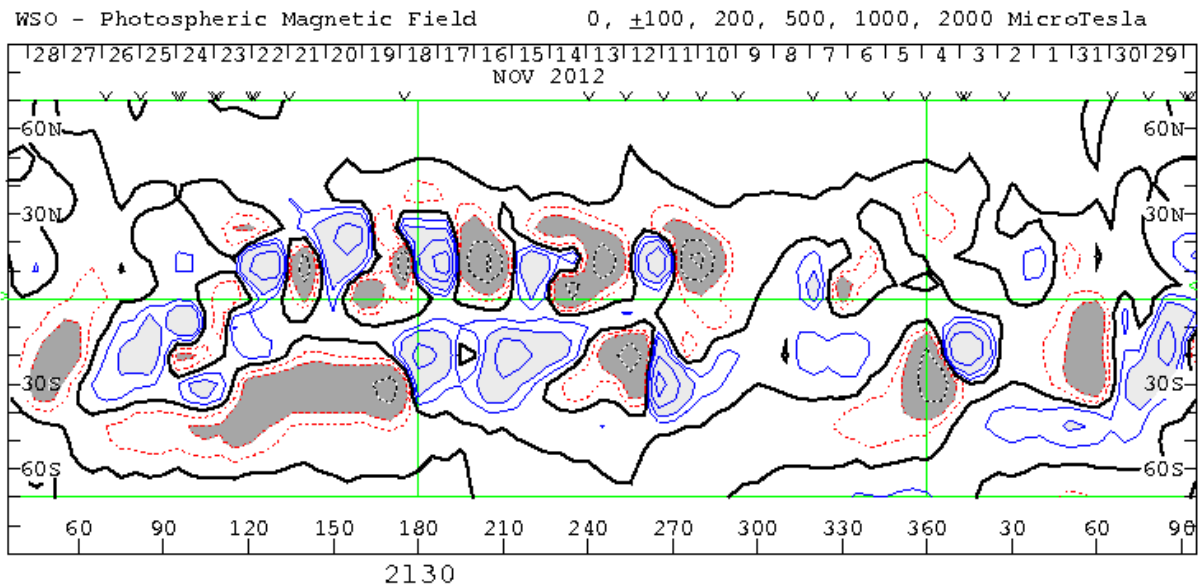 WSO - Photospheric Magnetic Field 0, ±100, 200, 500, 1000, 2000 MicroTesla
28 27 26 25 24 23 22 21 20 19 18 17 16 15 14 13 12 11 10 8 7 6 5 4 3 2 1 31 30 29
NOV 2012
60N 60N
30N 30N
30S 30S
60S 60S
60 90 120 150 180 210 240 270 300 330 360 30 60 90
2130